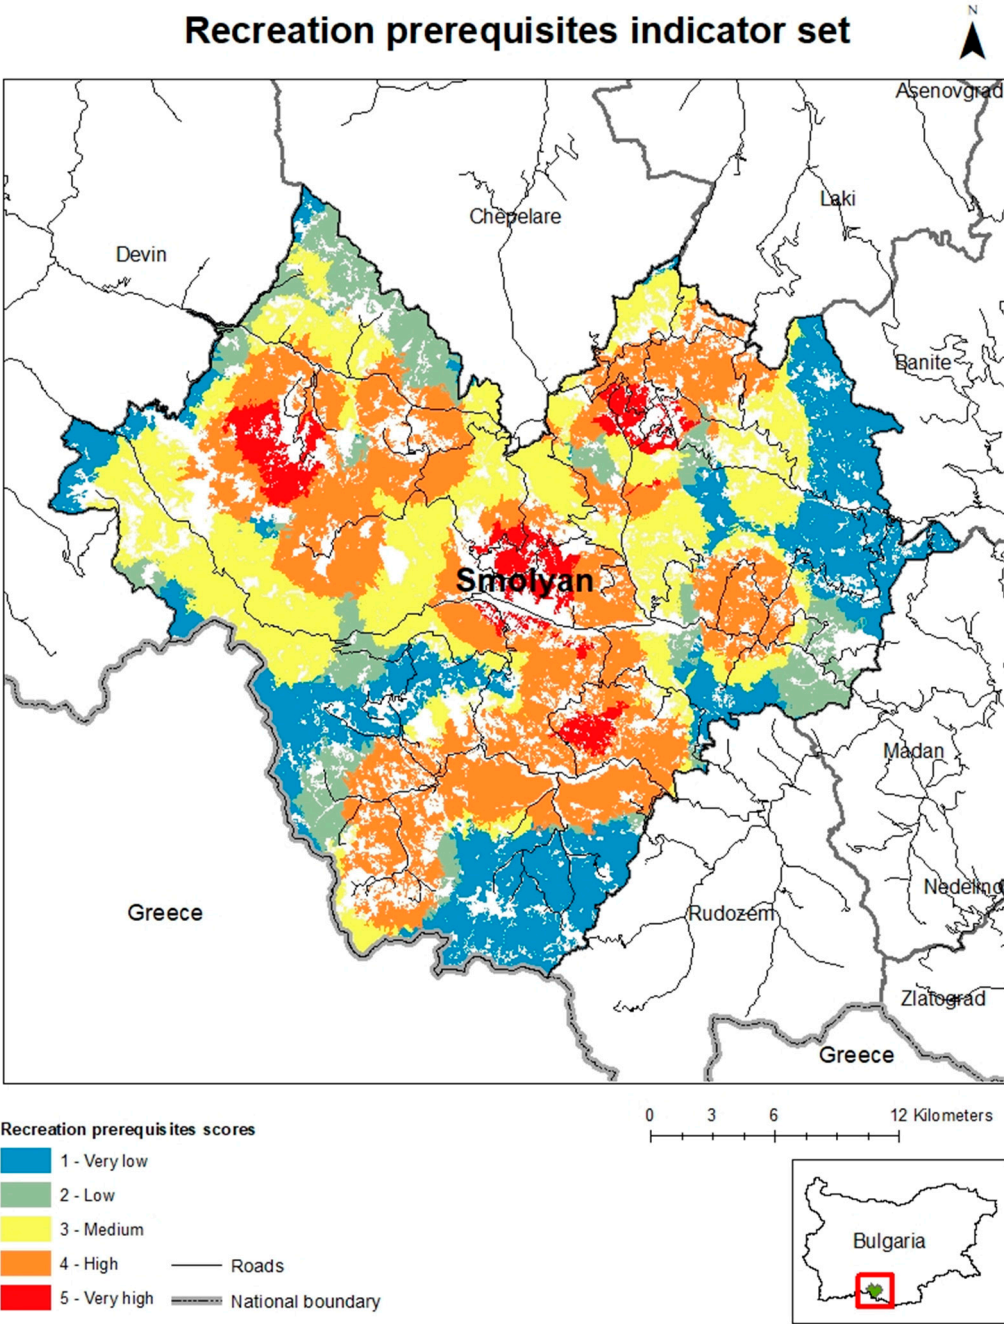 Recreation prerequisites indicator set
N
Asenovgrad
Laki
Chepelare
Devin
Banite
Smolyan
Madan
Nedelino
Greece
Rudozem
Zlatograd
Greece
Recreation prerequisites scores
1 - Very low
2 - Low
3 - Medium
4 - High
5 - Very high
Roads
National boundary
0 3 6 12 Kilometers
Bulgaria